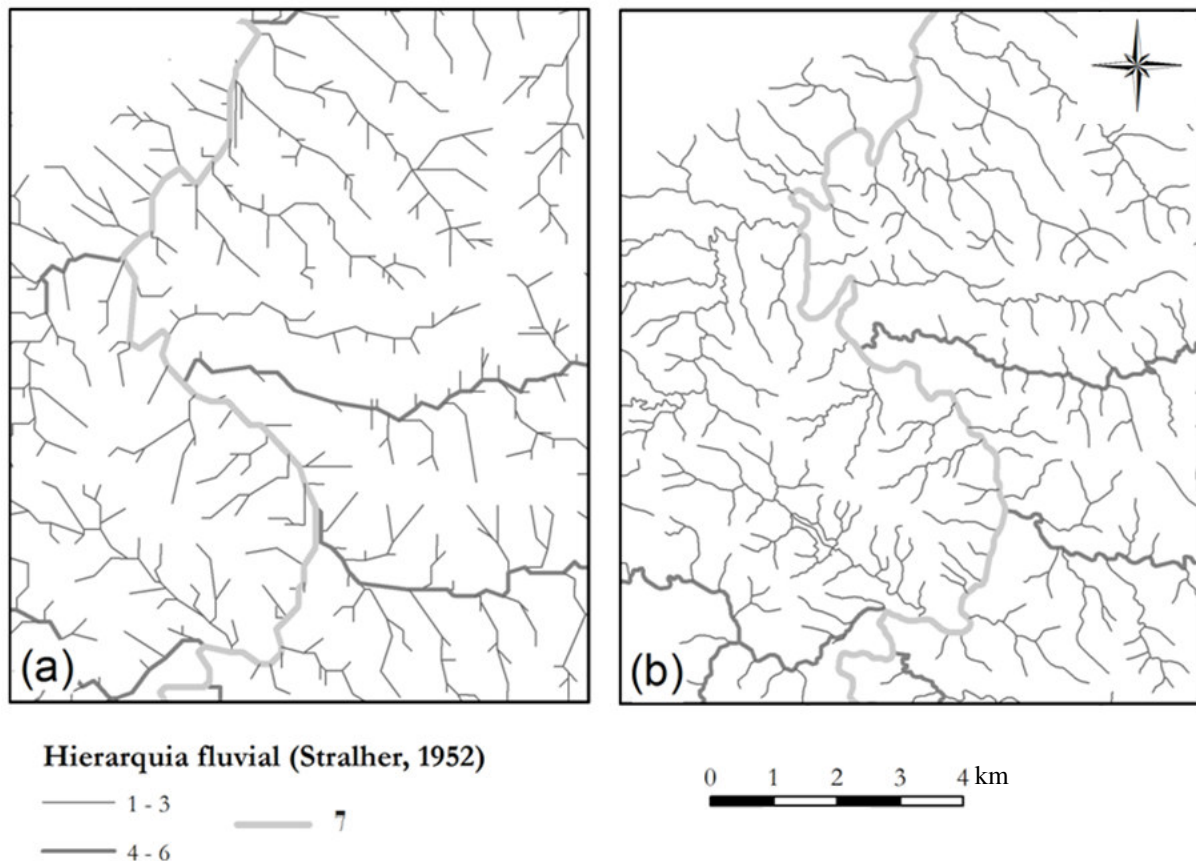 (a)
(b)
Hierarquia fluvial (Stralher, 1952)
1 - 3
7
4 - 6
0 1 2 3 4 km